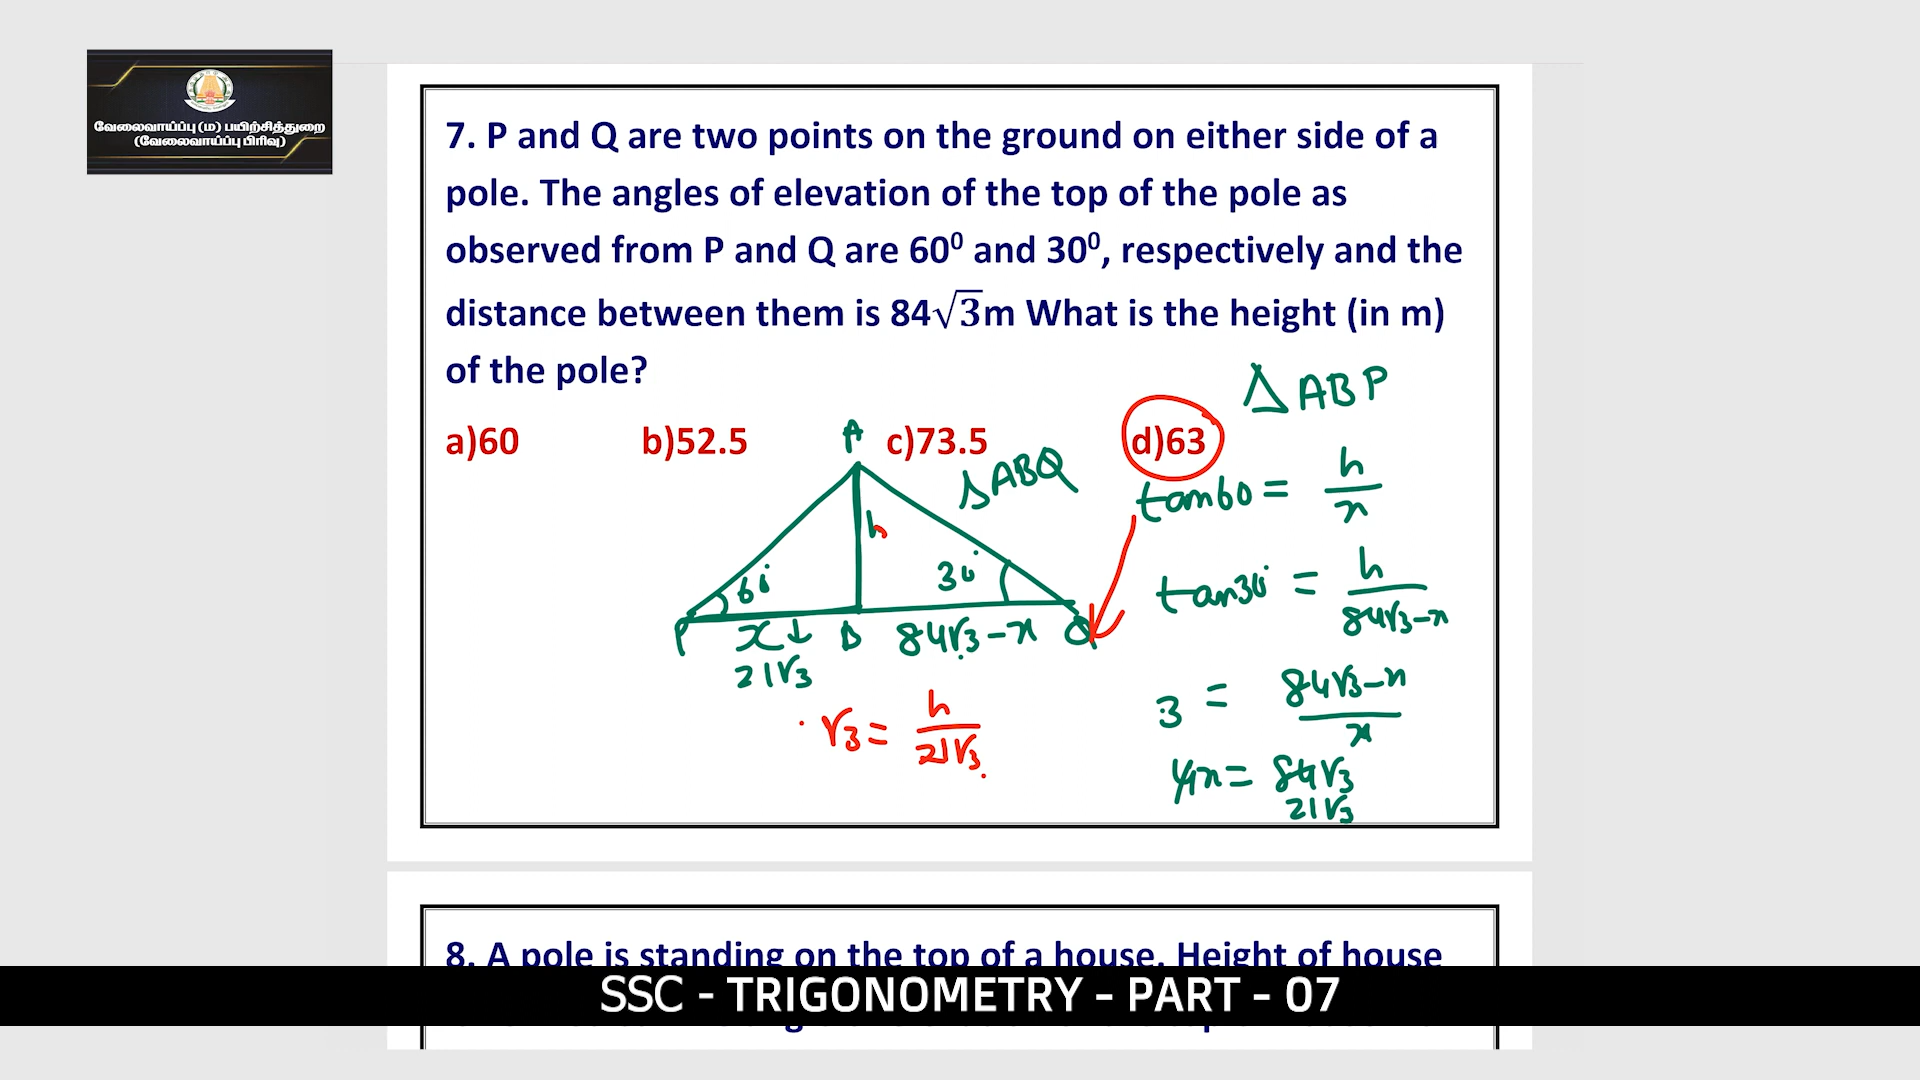 வேலைவாய்ப்பு (ம) பயிற்சித்துறை
(வேலைவாய்ப்பு பிரிவு)
7. P and Q are two points on the ground on either side of a
pole. The angles of elevation of the top of the pole as
observed from P and Q are 60⁰ and 30⁰, respectively and the
distance between them is 84√3m What is the height (in m)
of the pole?
a)60 b)52.5 c)73.5 d)63
Δ ABP
A
Δ ABQ
tan60 = h/x
h
60°
30°
tan30° = h/84√3-x
P x ↓ B 84√3-x Q
21√3
√3 = h/21√3
3 = 84√3-x/x
4x = 84√3
21√3
8. A pole is standing on the top of a house. Height of house
SSC - TRIGONOMETRY - PART - 07